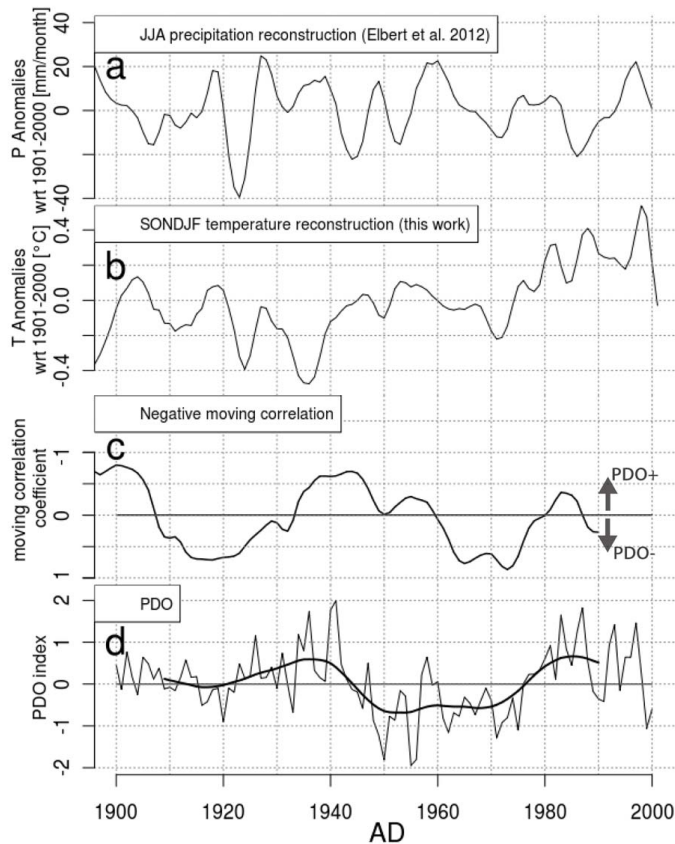 JJA precipitation reconstruction (Elbert et al. 2012)
a
P Anomalies
wrt 1901-2000 [mm/month]
40
20
0
-40
SONDJF temperature reconstruction (this work)
b
T Anomalies
wrt 1901-2000 [°C]
0.4
0.0
-0.4
Negative moving correlation
c
moving correlation
coefficient
-1
0
1
PDO+
PDO-
PDO
d
PDO index
2
1
0
-1
-2
1900 1920 1940 1960 1980 2000
AD